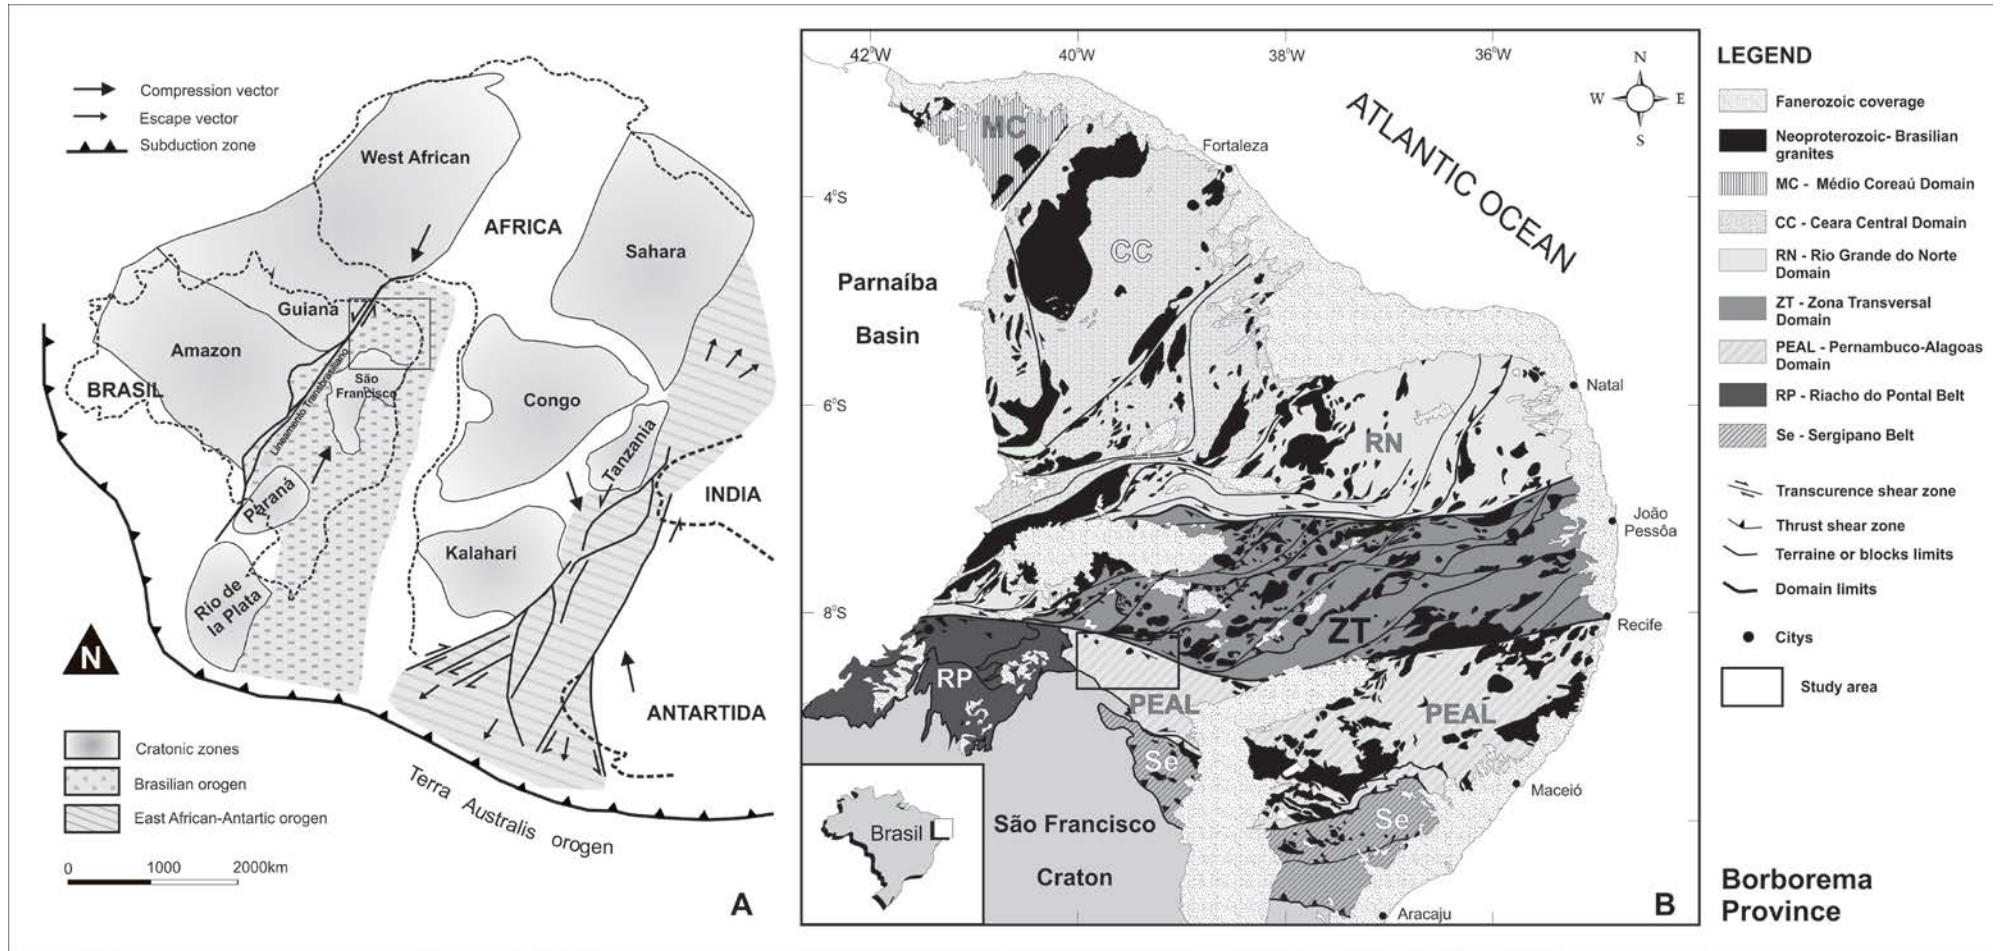 Compression vector
Escape vector
Subduction zone
West African
AFRICA
Sahara
Guiana
Amazon
BRASIL
São
Francisco
Lineamento Transbrasiliano
Congo
Tanzania
INDIA
Paraná
Kalahari
Rio de
la Plata
N
ANTARTIDA
Cratonic zones
Brasilian orogen
East African-Antartic orogen
Terra Australis orogen
0 1000 2000km
A
42°W 40°W 38°W 36°W
4°S
6°S
8°S
MC
Fortaleza
ATLANTIC OCEAN
CC
Parnaíba
Basin
Natal
RN
João
Pessôa
ZT
Recife
RP
PEAL
PEAL
Se
Maceió
São Francisco
Craton
Se
Brasil
Aracaju
B
LEGEND
N
W E
S
Fanerozoic coverage
Neoproterozoic- Brasilian
granites
MC - Médio Coreaú Domain
CC - Ceara Central Domain
RN - Rio Grande do Norte
Domain
ZT - Zona Transversal
Domain
PEAL - Pernambuco-Alagoas
Domain
RP - Riacho do Pontal Belt
Se - Sergipano Belt
Transcurence shear zone
Thrust shear zone
Terraine or blocks limits
Domain limits
Citys
Study area
Borborema
Province